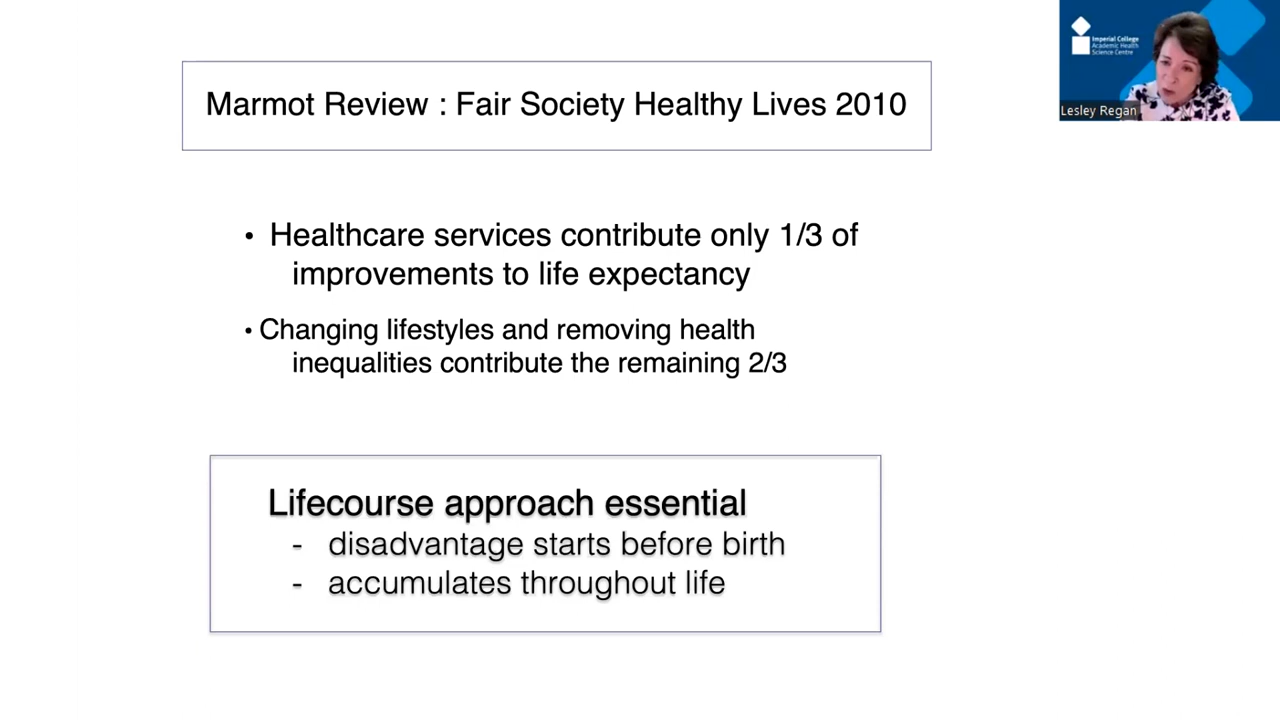 Marmot Review : Fair Society Healthy Lives 2010
Imperial College
Academic Health
Science Centre
Lesley Regan
• Healthcare services contribute only 1/3 of
improvements to life expectancy
• Changing lifestyles and removing health
inequalities contribute the remaining 2/3
Lifecourse approach essential
- disadvantage starts before birth
- accumulates throughout life